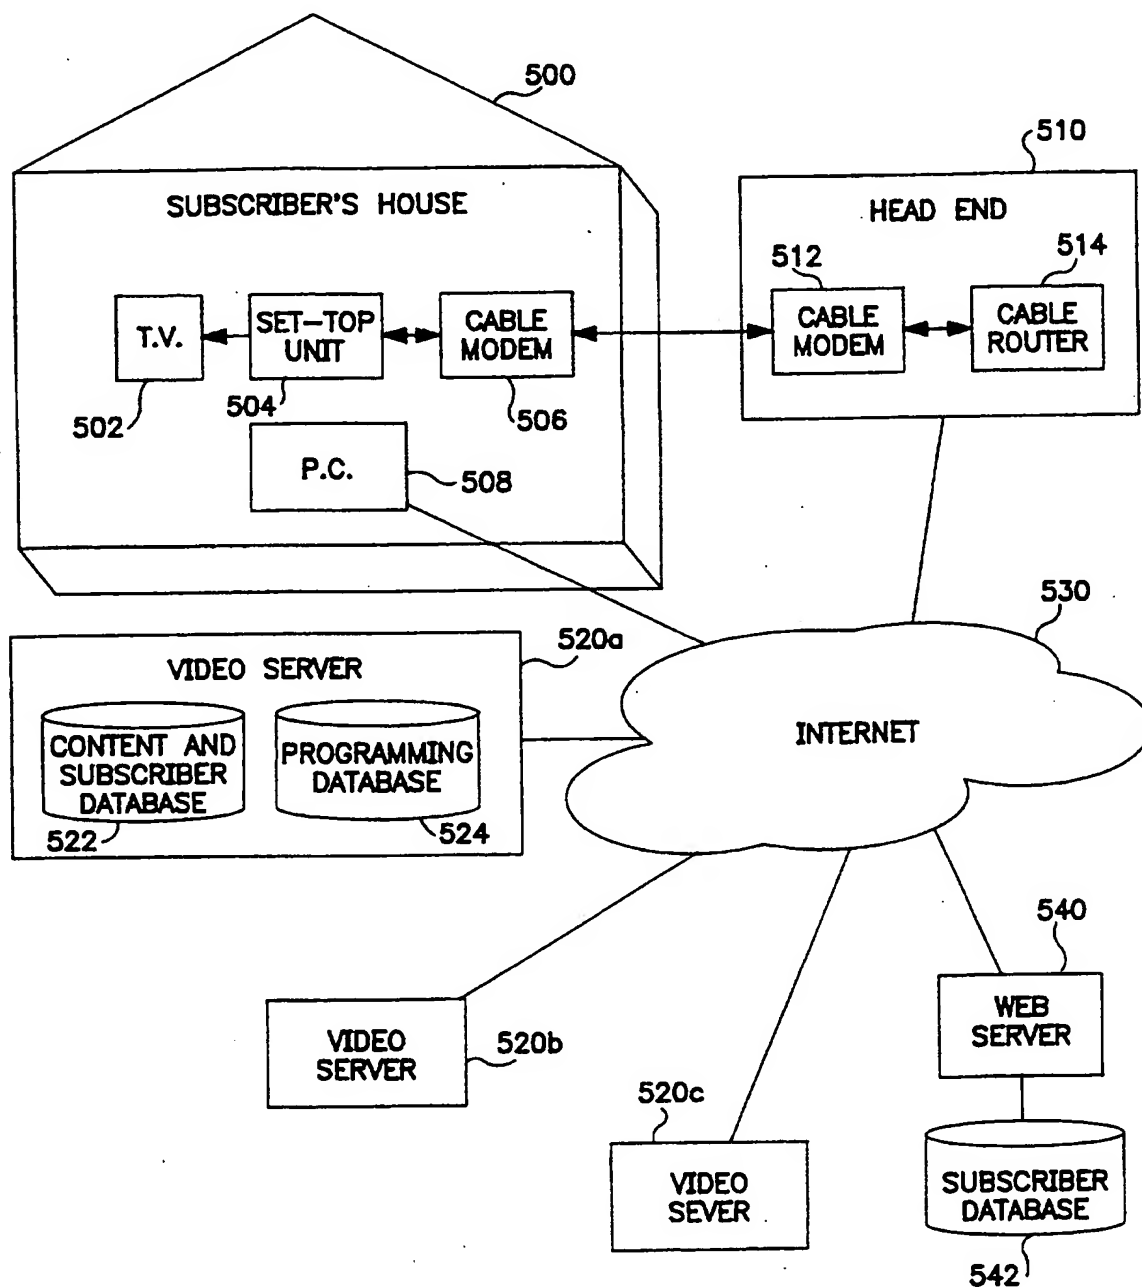 500
510
SUBSCRIBER'S HOUSE
HEAD END
512
514
T.V.
SET-TOP
UNIT
CABLE
MODEM
CABLE
MODEM
CABLE
ROUTER
502
504
506
P.C.
508
530
520a
VIDEO SERVER
CONTENT AND
SUBSCRIBER
DATABASE
PROGRAMMING
DATABASE
INTERNET
522
524
540
VIDEO
SERVER
520b
WEB
SERVER
520c
VIDEO
SEVER
SUBSCRIBER
DATABASE
542